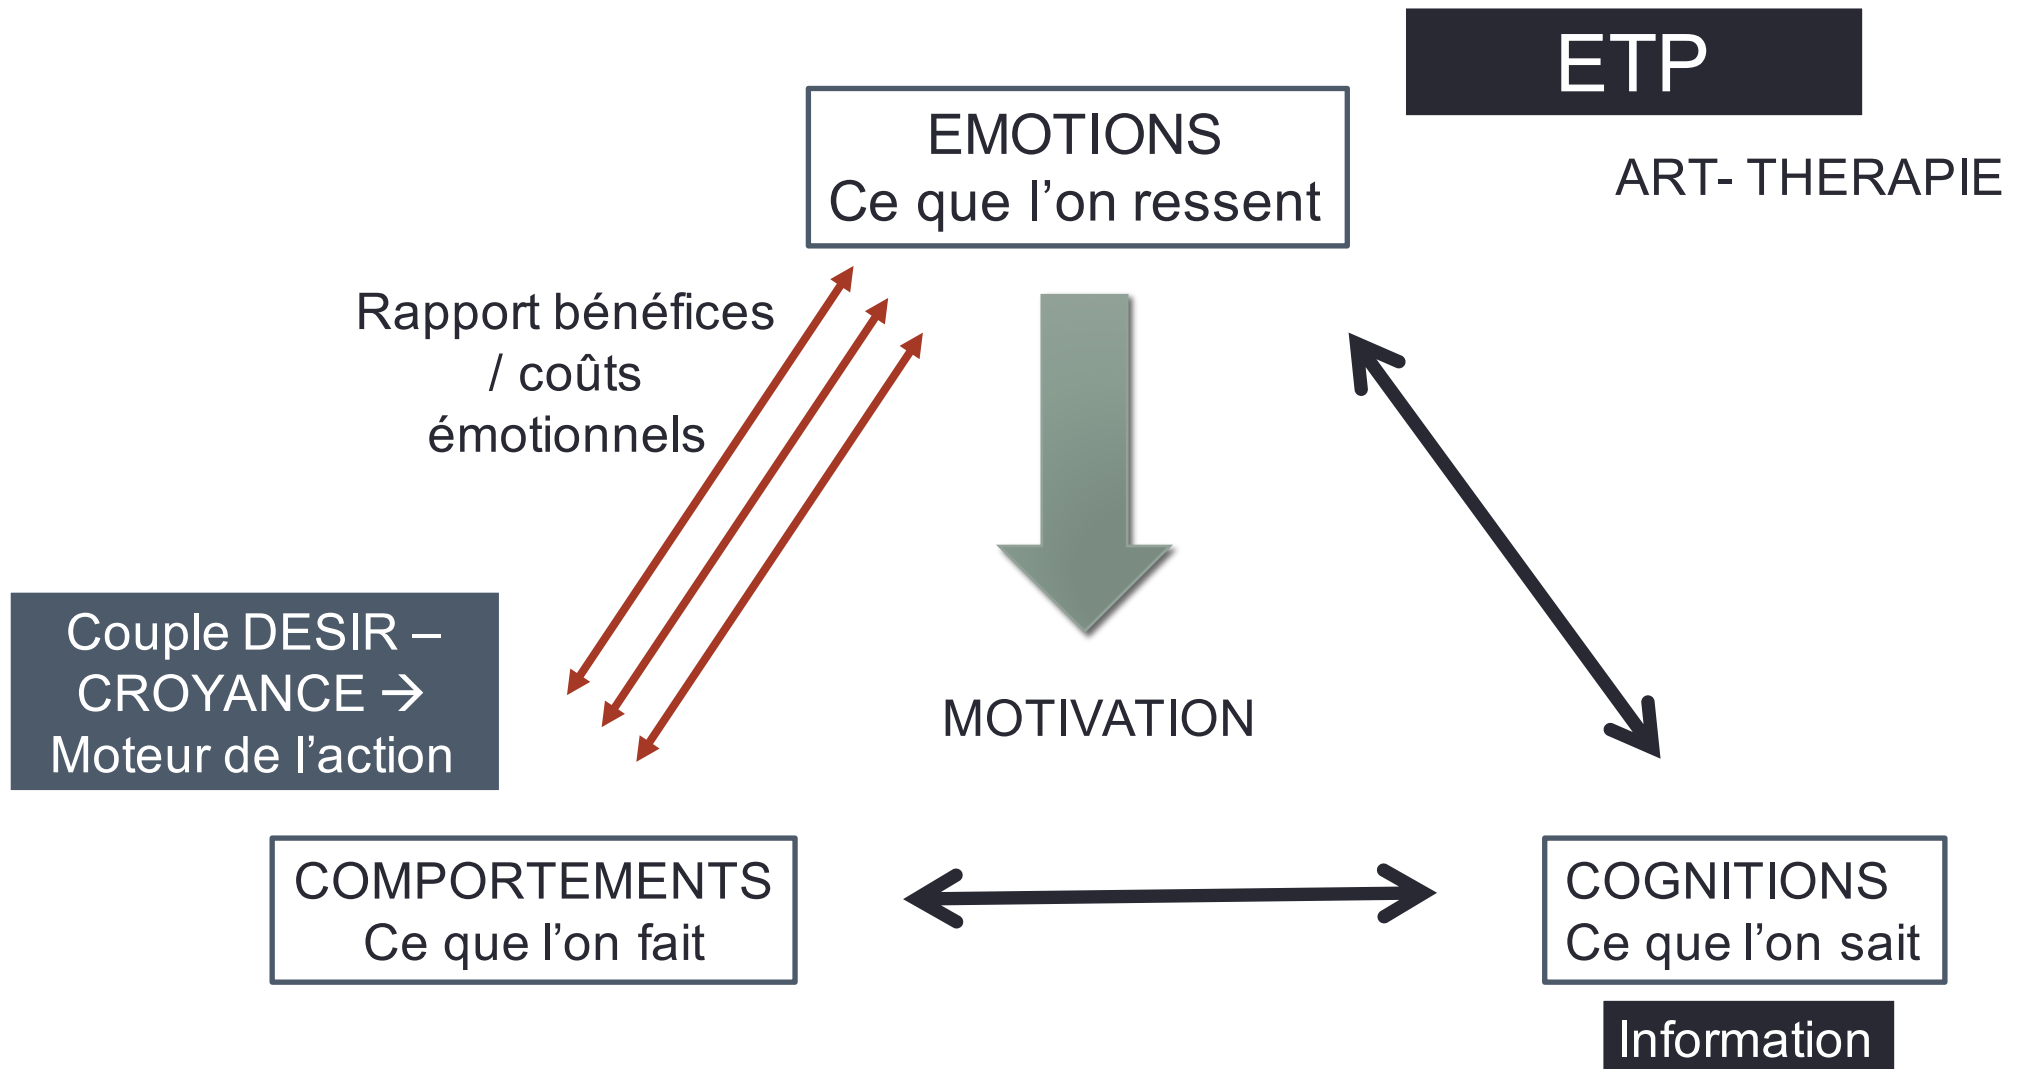 ETP
EMOTIONS
Ce que l’on ressent
ART- THERAPIE
Rapport bénéfices
/ coûts
émotionnels
Couple DESIR –
CROYANCE →
Moteur de l’action
MOTIVATION
COMPORTEMENTS
Ce que l’on fait
COGNITIONS
Ce que l’on sait
Information